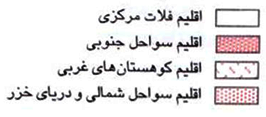 اقلیم فلات مرکزی
اقلیم سواحل جنوبی
اقلیم کوهستان‌های غربی
اقلیم سواحل شمالی و دریای خزر